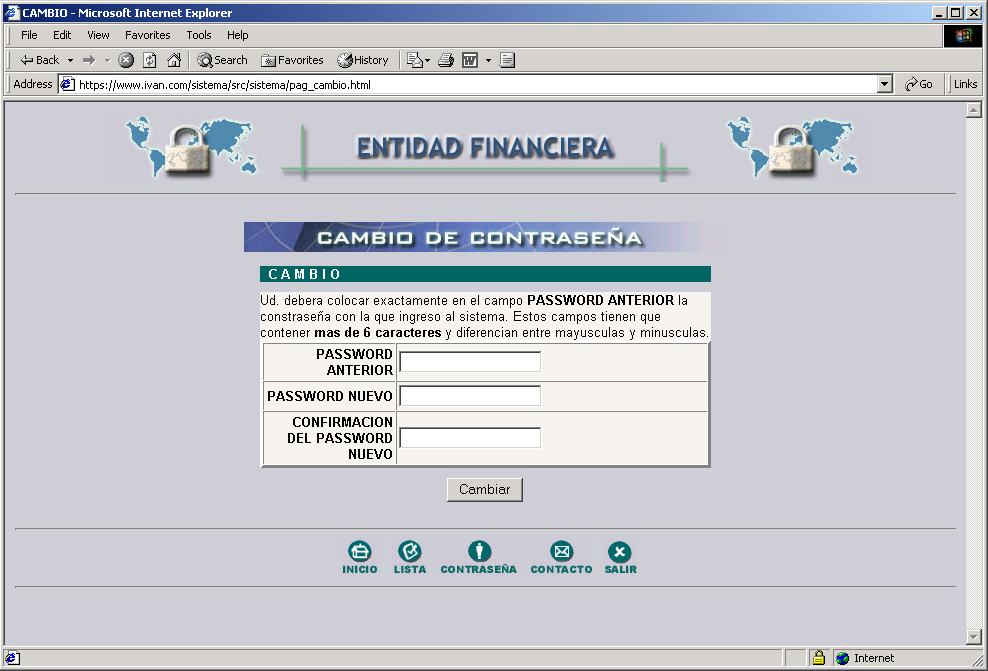 CAMBIO - Microsoft Internet Explorer
File Edit View Favorites Tools Help
Back Search Favorites History
Address https://www.ivan.com/sistema/src/sistema/pag_cambio.html Go Links
ENTIDAD FINANCIERA
CAMBIO DE CONTRASEÑA
CAMBIO
Ud. debera colocar exactamente en el campo PASSWORD ANTERIOR la
constraseña con la que ingreso al sistema. Estos campos tienen que
contener mas de 6 caracteres y diferencian entre mayusculas y minusculas.
PASSWORD
ANTERIOR
PASSWORD NUEVO
CONFIRMACION
DEL PASSWORD
NUEVO
Cambiar
INICIO LISTA CONTRASEÑA CONTACTO SALIR
Internet